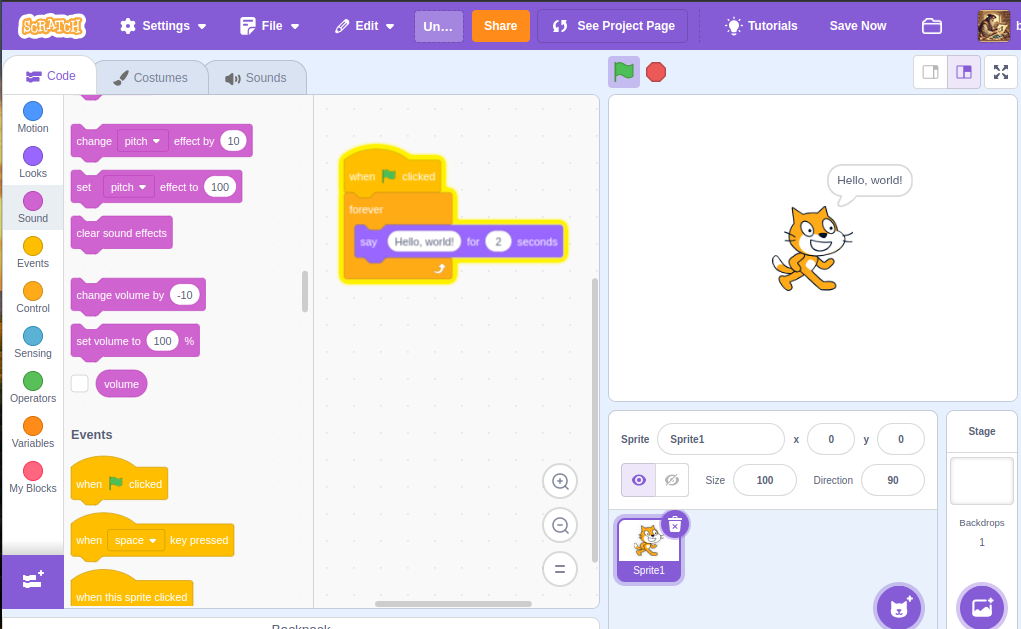 SCRATCH
Settings
File
Edit
Un...
Share
See Project Page
Tutorials
Save Now
Code
Costumes
Sounds
Motion
Looks
Sound
Events
Control
Sensing
Operators
Variables
My Blocks
change pitch effect by 10
set pitch effect to 100
clear sound effects
change volume by -10
set volume to 100 %
volume
Events
when clicked
when space key pressed
when this sprite clicked
when clicked
forever
say Hello, world! for 2 seconds
Hello, world!
Sprite Sprite1 x 0 y 0
Size 100 Direction 90
Sprite1
Stage
Backdrops
1
Backpack